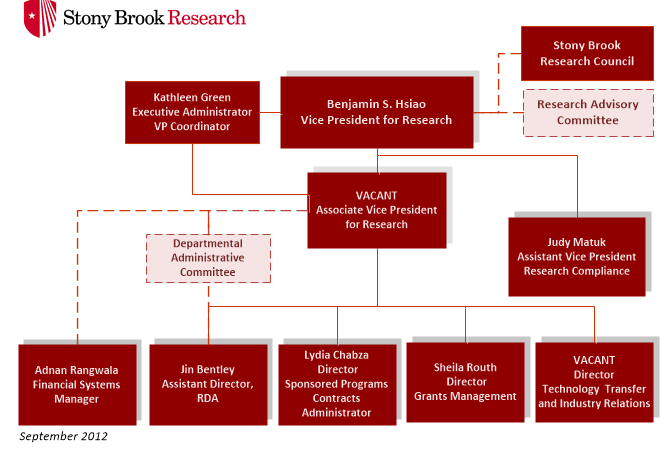 Stony Brook Research
Stony Brook
Research Council
Kathleen Green
Executive Administrator
VP Coordinator
Benjamin S. Hsiao
Vice President for Research
Research Advisory
Committee
VACANT
Associate Vice President
for Research
Judy Matuk
Assistant Vice President
Research Compliance
Departmental
Administrative
Committee
Adnan Rangwala
Financial Systems
Manager
Jin Bentley
Assistant Director,
RDA
Lydia Chabza
Director
Sponsored Programs
Contracts
Administrator
Sheila Routh
Director
Grants Management
VACANT
Director
Technology Transfer
and Industry Relations
September 2012